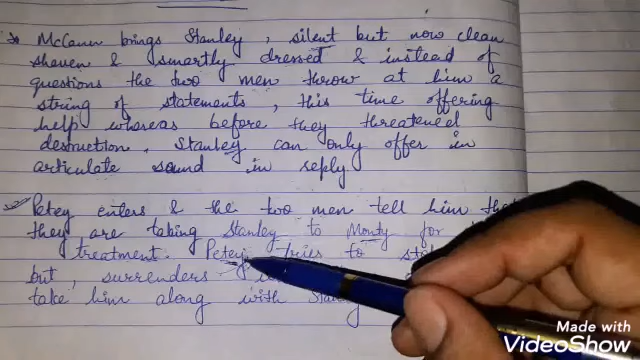 McCann brings Stanley, silent but now clean
shaven & smartly dressed & instead of
questions the two men throw at him a
string of statements, this time offering
help whereas before they threatened
destruction. Stanley can only offer in
articulate sound in reply
Petey enters & the two men tell him that
they are taking Stanley to Monty for
treatment. Petey tries to
but, surrenders
take him along with
Made with
VideoShow